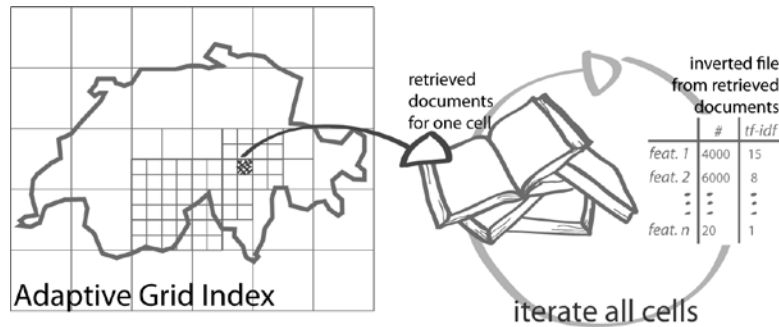 Adaptive Grid Index
retrieved
documents
for one cell
inverted file
from retrieved
documents
# tf-idf
feat. 1 4000 15
feat. 2 6000 8
feat. n 20 1
iterate all cells